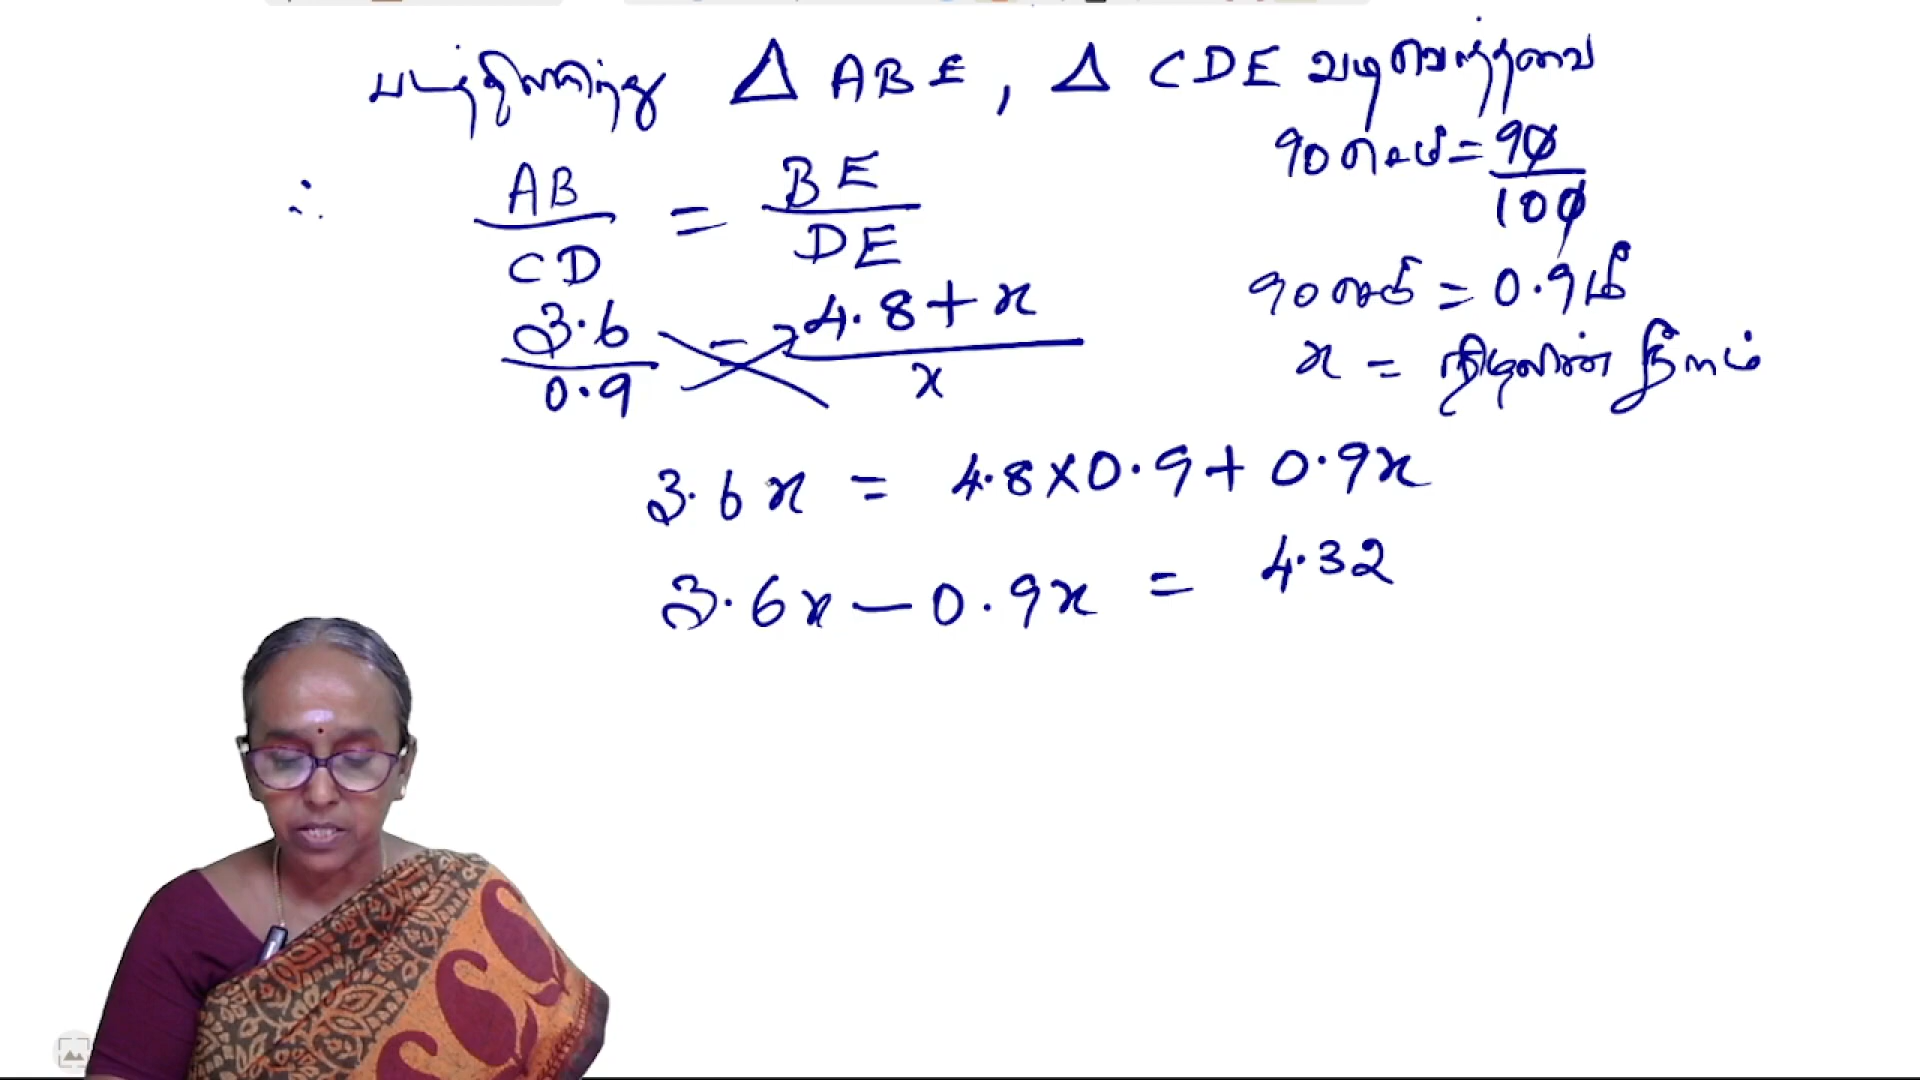 படத்திலிருந்து △ ABE, △ CDE வடிவொத்தவை
90 செமீ = 90/100
∴ AB/CD = BE/DE
90 செமீ = 0.9மீ
3.6/0.9 = 4.8+x/x
x = நிழலின் நீளம்
3.6x = 4.8×0.9+0.9x
3.6x – 0.9x = 4.32